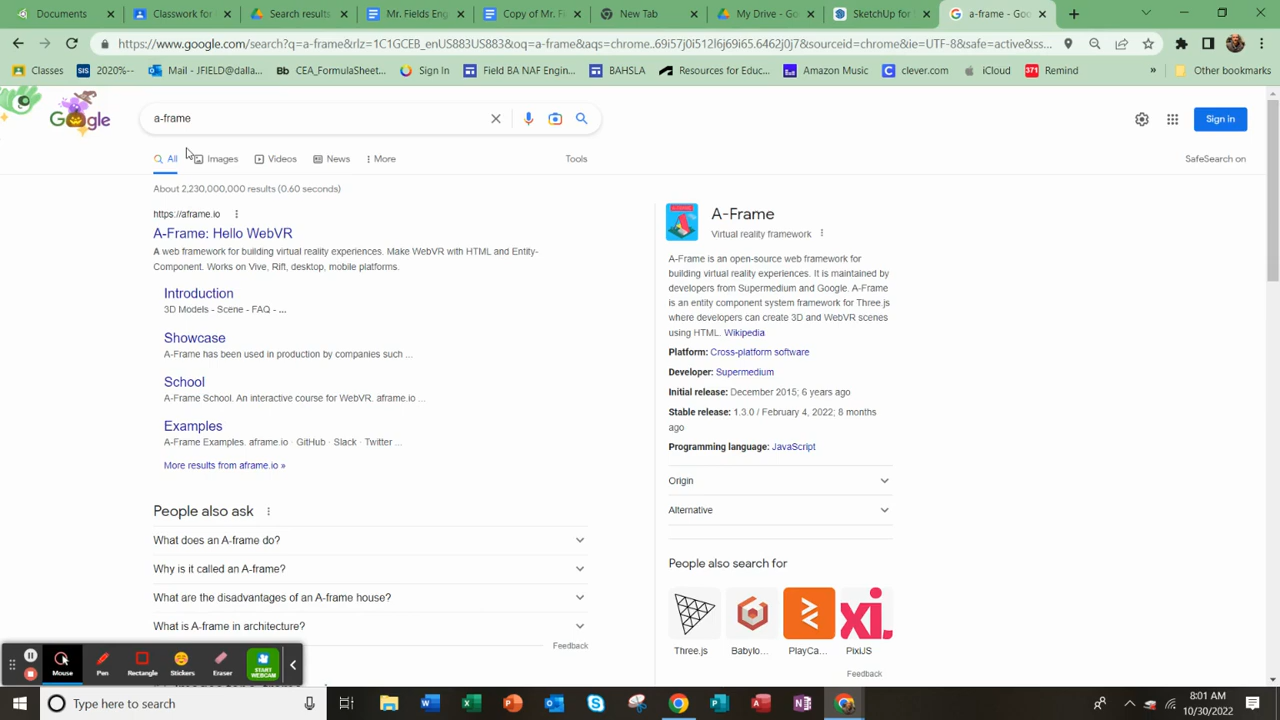 Classroom
Search results
Mr. Fields Eng
Copy of Mr. F
New Tab
My Drive - Go
SketchUp for
a-frame - Goo
https://www.google.com/search?q=a-frame&rlz=1C1GCEB_enUS883US883&oq=a-frame&aqs=chrome..69i57j0i512l6j69i65.6462j0j7&sourceid=chrome&ie=UTF-8&safe=active&ss...
Classes
SIS 2020%--
Mail - JFIELD@dalla...
Bb CEA_FormulaSheet...
Sign In
Field BA NAF Engin...
BAHSLA
Resources for Educ...
Amazon Music
clever.com
iCloud
371 Remind
»
Other bookmarks
Google
a-frame
Sign in
All
Images
Videos
News
More
Tools
SafeSearch on
About 2,230,000,000 results (0.60 seconds)
https://aframe.io
A-Frame: Hello WebVR
A web framework for building virtual reality experiences. Make WebVR with HTML and Entity-
Component. Works on Vive, Rift, desktop, mobile platforms.
Introduction
3D Models - Scene - FAQ - ...
Showcase
A-Frame has been used in production by companies such ...
School
A-Frame School. An interactive course for WebVR. aframe.io ...
Examples
A-Frame Examples. aframe.io · GitHub · Slack · Twitter ...
More results from aframe.io »
People also ask
What does an A-frame do?
Why is it called an A-frame?
What are the disadvantages of an A-frame house?
What is A-frame in architecture?
Feedback
A-Frame
Virtual reality framework
A-Frame is an open-source web framework for
building virtual reality experiences. It is maintained by
developers from Supermedium and Google. A-Frame
is an entity component system framework for Three.js
where developers can create 3D and WebVR scenes
using HTML. Wikipedia
Platform: Cross-platform software
Developer: Supermedium
Initial release: December 2015; 6 years ago
Stable release: 1.3.0 / February 4, 2022; 8 months
ago
Programming language: JavaScript
Origin
Alternative
People also search for
Three.js
Babylo...
PlayCa...
PixiJS
Feedback
Mouse
Pen
Rectangle
Stickers
Eraser
START
WEBCAM
Type here to search
8:01 AM
10/30/2022